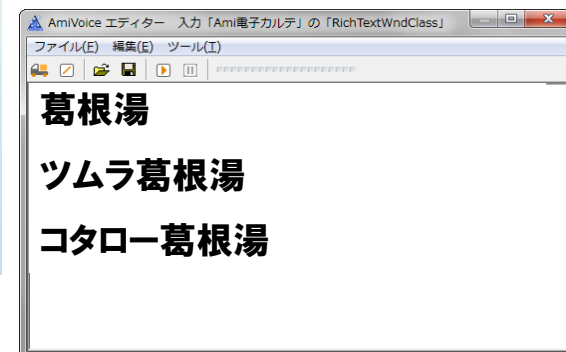 AmiVoice エディター　入力「Ami電子カルテ」の「RichTextWndClass」
ファイル(F) 編集(E) ツール(T)
葛根湯
ツムラ葛根湯
コタロー葛根湯